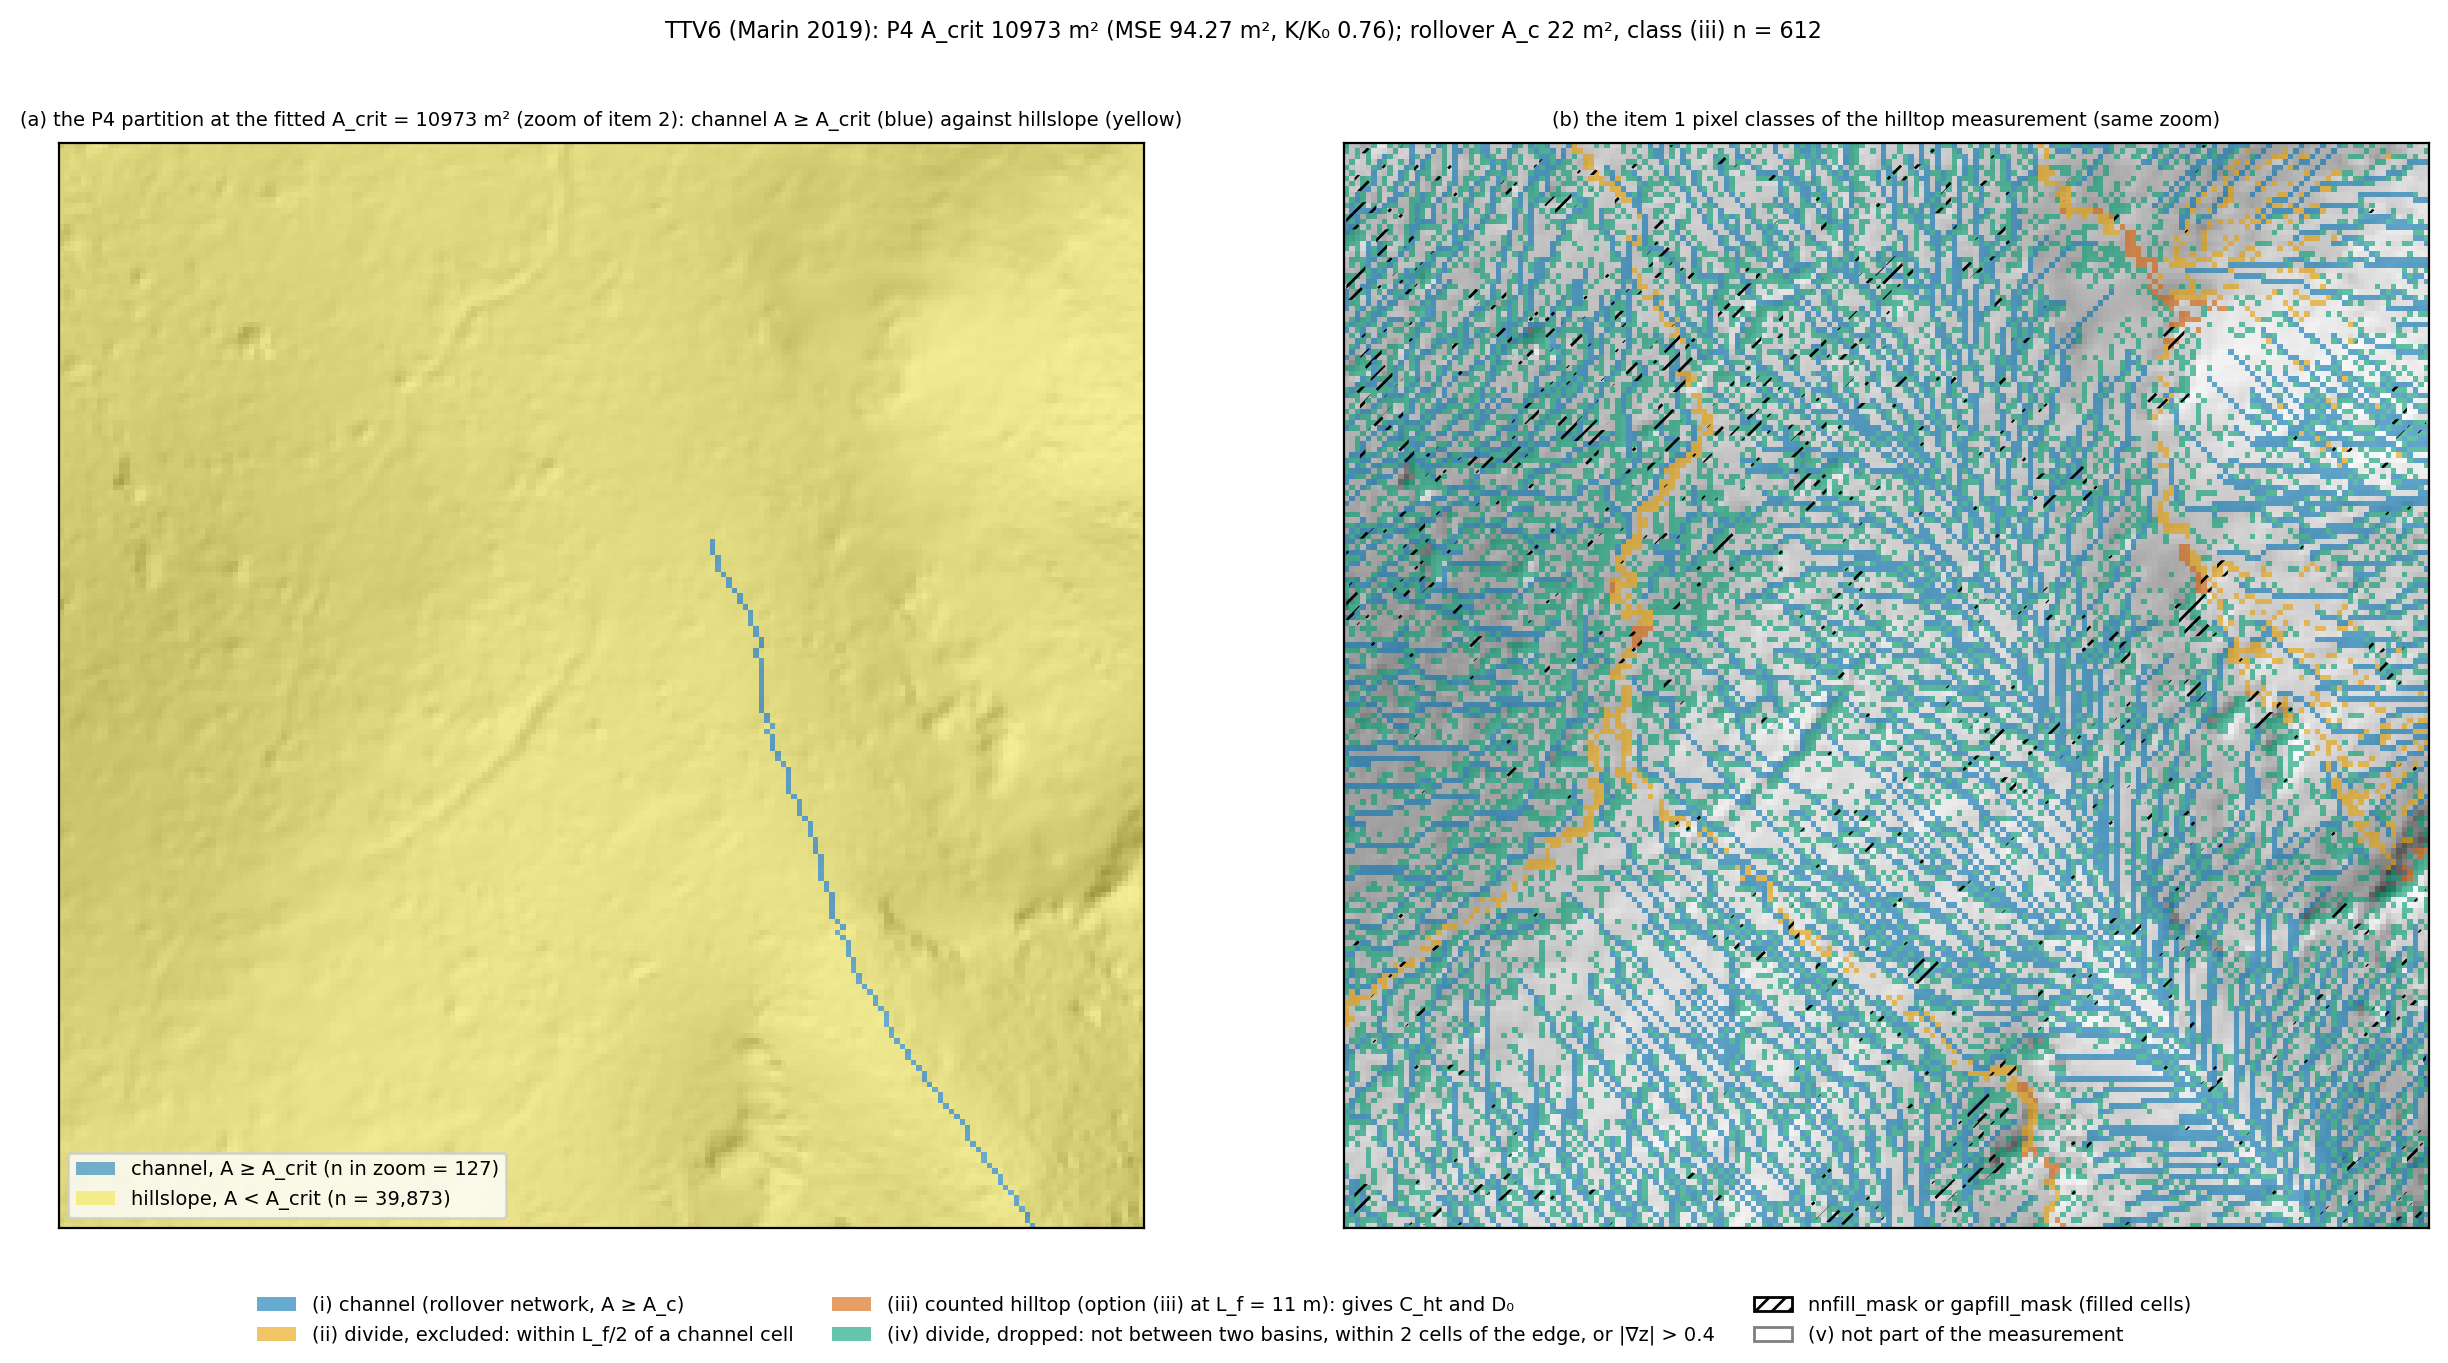 TTV6 (Marin 2019): P4 A_crit 10973 m² (MSE 94.27 m², K/K₀ 0.76); rollover A_c 22 m², class (iii) n = 612
(a) the P4 partition at the fitted A_crit = 10973 m² (zoom of item 2): channel A ≥ A_crit (blue) against hillslope (yellow)
(b) the item 1 pixel classes of the hilltop measurement (same zoom)
channel, A ≥ A_crit (n in zoom = 127)
hillslope, A < A_crit (n = 39,873)
(i) channel (rollover network, A ≥ A_c)
(ii) divide, excluded: within L_f/2 of a channel cell
(iii) counted hilltop (option (iii) at L_f = 11 m): gives C_ht and D₀
(iv) divide, dropped: not between two basins, within 2 cells of the edge, or |∇z| > 0.4
nnfill_mask or gapfill_mask (filled cells)
(v) not part of the measurement